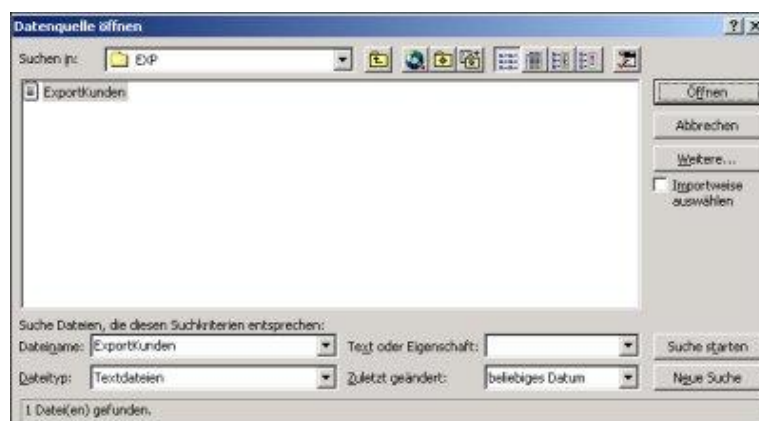 Datenquelle öffnen
Suchen in: EXP
ExportKunden
Öffnen
Abbrechen
Weitere...
Importweise
auswählen
Suche Dateien, die diesen Suchkriterien entsprechen:
Dateiname: ExportKunden Text oder Eigenschaft: Suche starten
Dateityp: Textdateien Zuletzt geändert: beliebiges Datum Neue Suche
1 Datei(en) gefunden.